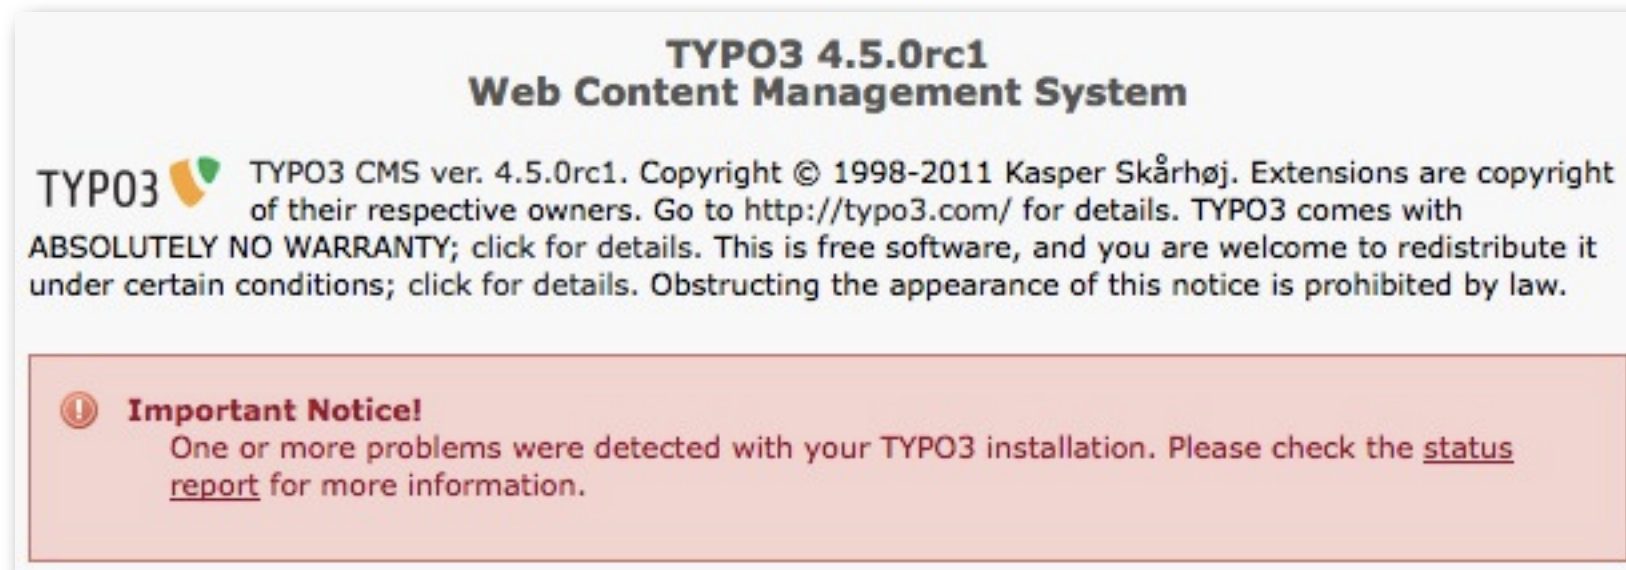 TYPO3 4.5.0rc1
Web Content Management System
TYPO3
TYPO3 CMS ver. 4.5.0rc1. Copyright © 1998-2011 Kasper Skårhøj. Extensions are copyright
of their respective owners. Go to http://typo3.com/ for details. TYPO3 comes with
ABSOLUTELY NO WARRANTY; click for details. This is free software, and you are welcome to redistribute it
under certain conditions; click for details. Obstructing the appearance of this notice is prohibited by law.
Important Notice!
One or more problems were detected with your TYPO3 installation. Please check the status
report for more information.